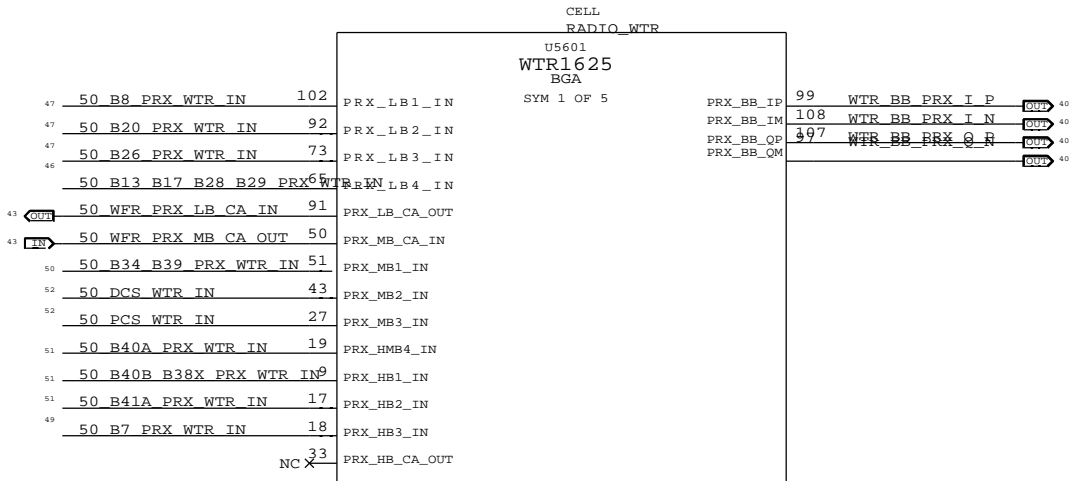 CELL
RADIO_WTR
U5601
WTR1625
BGA
SYM 1 OF 5
47 50_B8_PRX_WTR_IN 102 PRX_LB1_IN
47 50_B20_PRX_WTR_IN 92 PRX_LB2_IN
47 50_B26_PRX_WTR_IN 73 PRX_LB3_IN
46 50_B13_B17_B28_B29_PRX_WTR_IN 65 PRX_LB4_IN
43 OUT 50_WFR_PRX_LB_CA_IN 91 PRX_LB_CA_OUT
43 IN 50_WFR_PRX_MB_CA_OUT 50 PRX_MB_CA_IN
50 50_B34_B39_PRX_WTR_IN 51 PRX_MB1_IN
52 50_DCS_WTR_IN 43 PRX_MB2_IN
52 50_PCS_WTR_IN 27 PRX_MB3_IN
51 50_B40A_PRX_WTR_IN 19 PRX_HMB4_IN
51 50_B40B_B38X_PRX_WTR_IN 9 PRX_HB1_IN
51 50_B41A_PRX_WTR_IN 17 PRX_HB2_IN
49 50_B7_PRX_WTR_IN 18 PRX_HB3_IN
NC 33 PRX_HB_CA_OUT
PRX_BB_IP 99 WTR_BB_PRX_I_P OUT 40
PRX_BB_IM 108 WTR_BB_PRX_I_N OUT 40
PRX_BB_QP 107 WTR_BB_PRX_Q_P OUT 40
PRX_BB_QM 97 WTR_BB_PRX_Q_N OUT 40